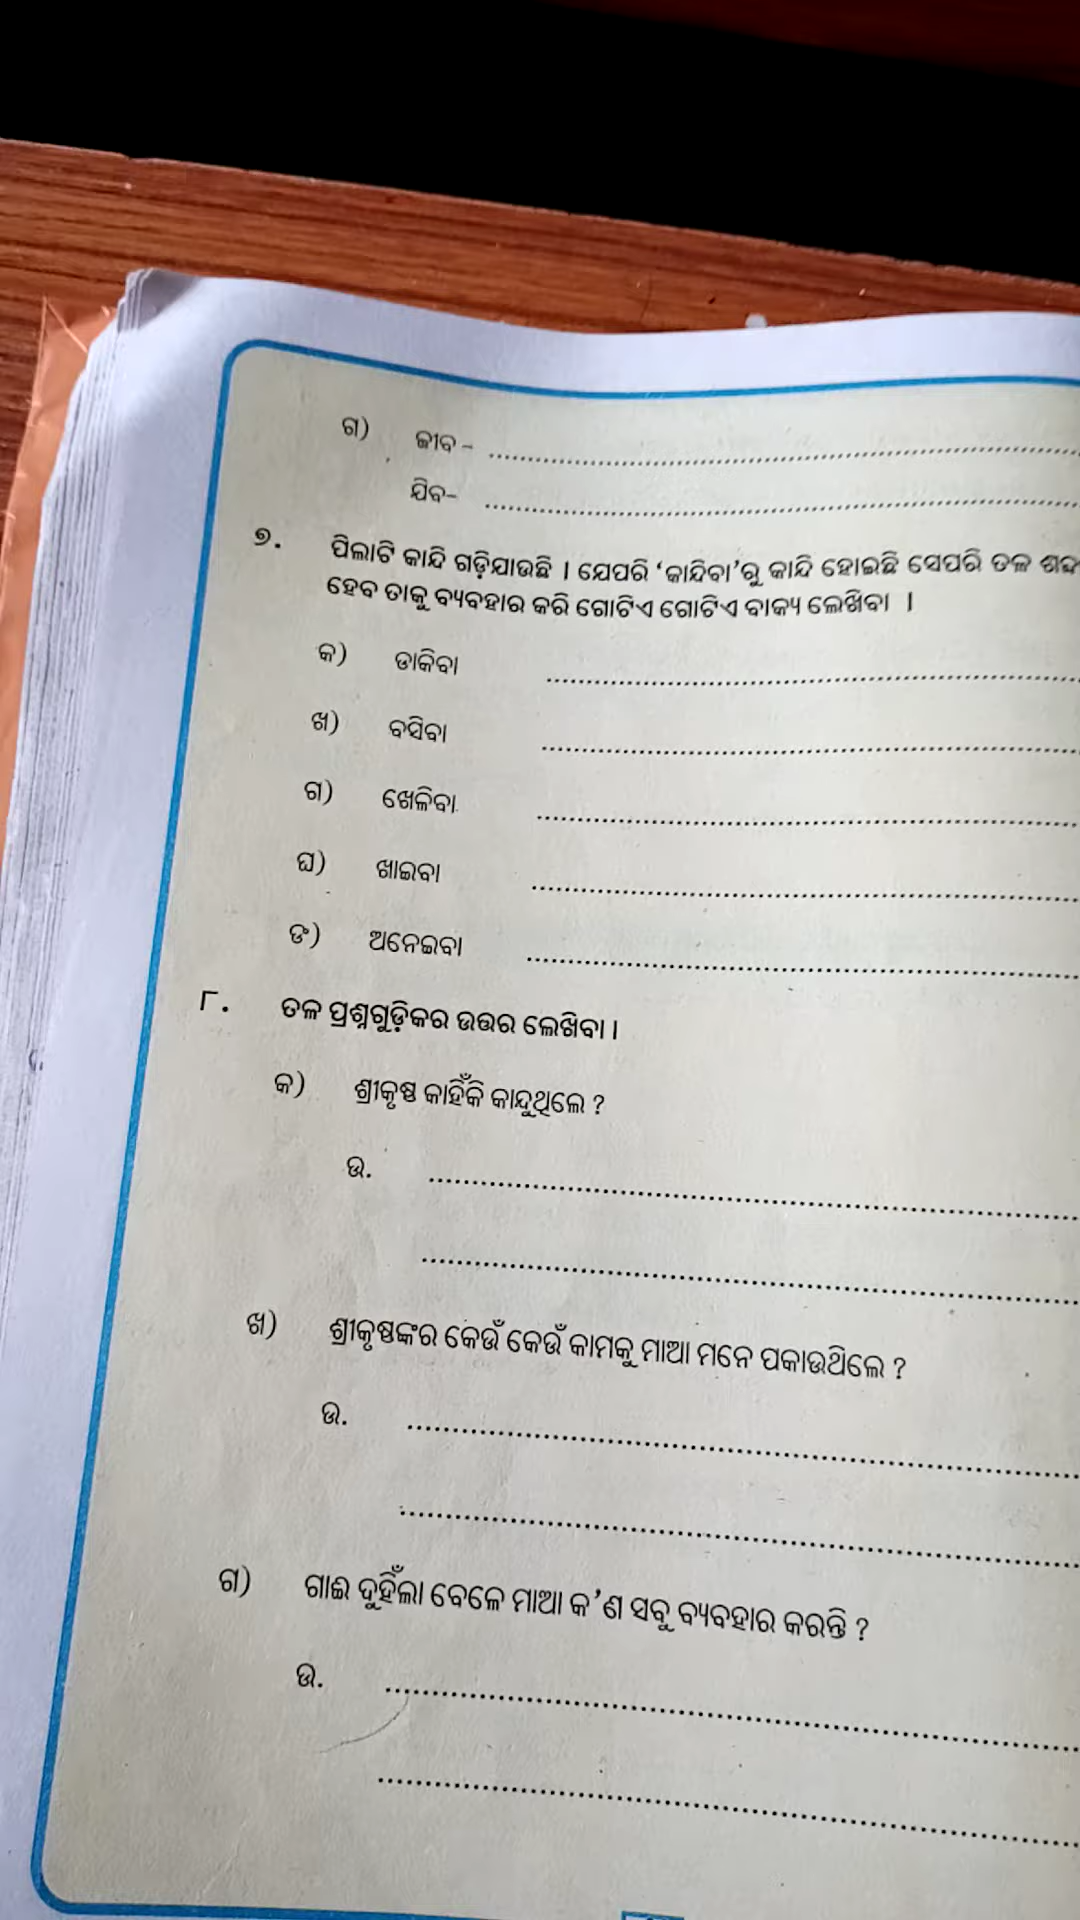 ଗ) ଜୀବ - ........................................
ଯିବ- ........................................
୭. ପିଲାଟି କାନ୍ଦି ଗଡ଼ିଯାଉଛି । ଯେପରି ‘କାନ୍ଦିବା’ରୁ କାନ୍ଦି ହୋଇଛି ସେପରି ତଳ ଶବ୍ଦ
ହେବ ତାକୁ ବ୍ୟବହାର କରି ଗୋଟିଏ ଗୋଟିଏ ବାକ୍ୟ ଲେଖିବା ।
କ) ଡାକିବା ........................................
ଖ) ବସିବା ........................................
ଗ) ଖେଳିବା ........................................
ଘ) ଖାଇବା ........................................
ଙ) ଅନେଇବା ........................................
୮. ତଳ ପ୍ରଶ୍ନଗୁଡ଼ିକର ଉତ୍ତର ଲେଖିବା ।
କ) ଶ୍ରୀକୃଷ୍ଣ କାହିଁକି କାନ୍ଦୁଥିଲେ ?
ଉ. ........................................
........................................
ଖ) ଶ୍ରୀକୃଷ୍ଣଙ୍କର କେଉଁ କେଉଁ କାମକୁ ମାଆ ମନେ ପକାଉଥିଲେ ?
ଉ. ........................................
........................................
ଗ) ଗାଈ ଦୁହିଁଲା ବେଳେ ମାଆ କ’ଣ ସବୁ ବ୍ୟବହାର କରନ୍ତି ?
ଉ. ........................................
........................................